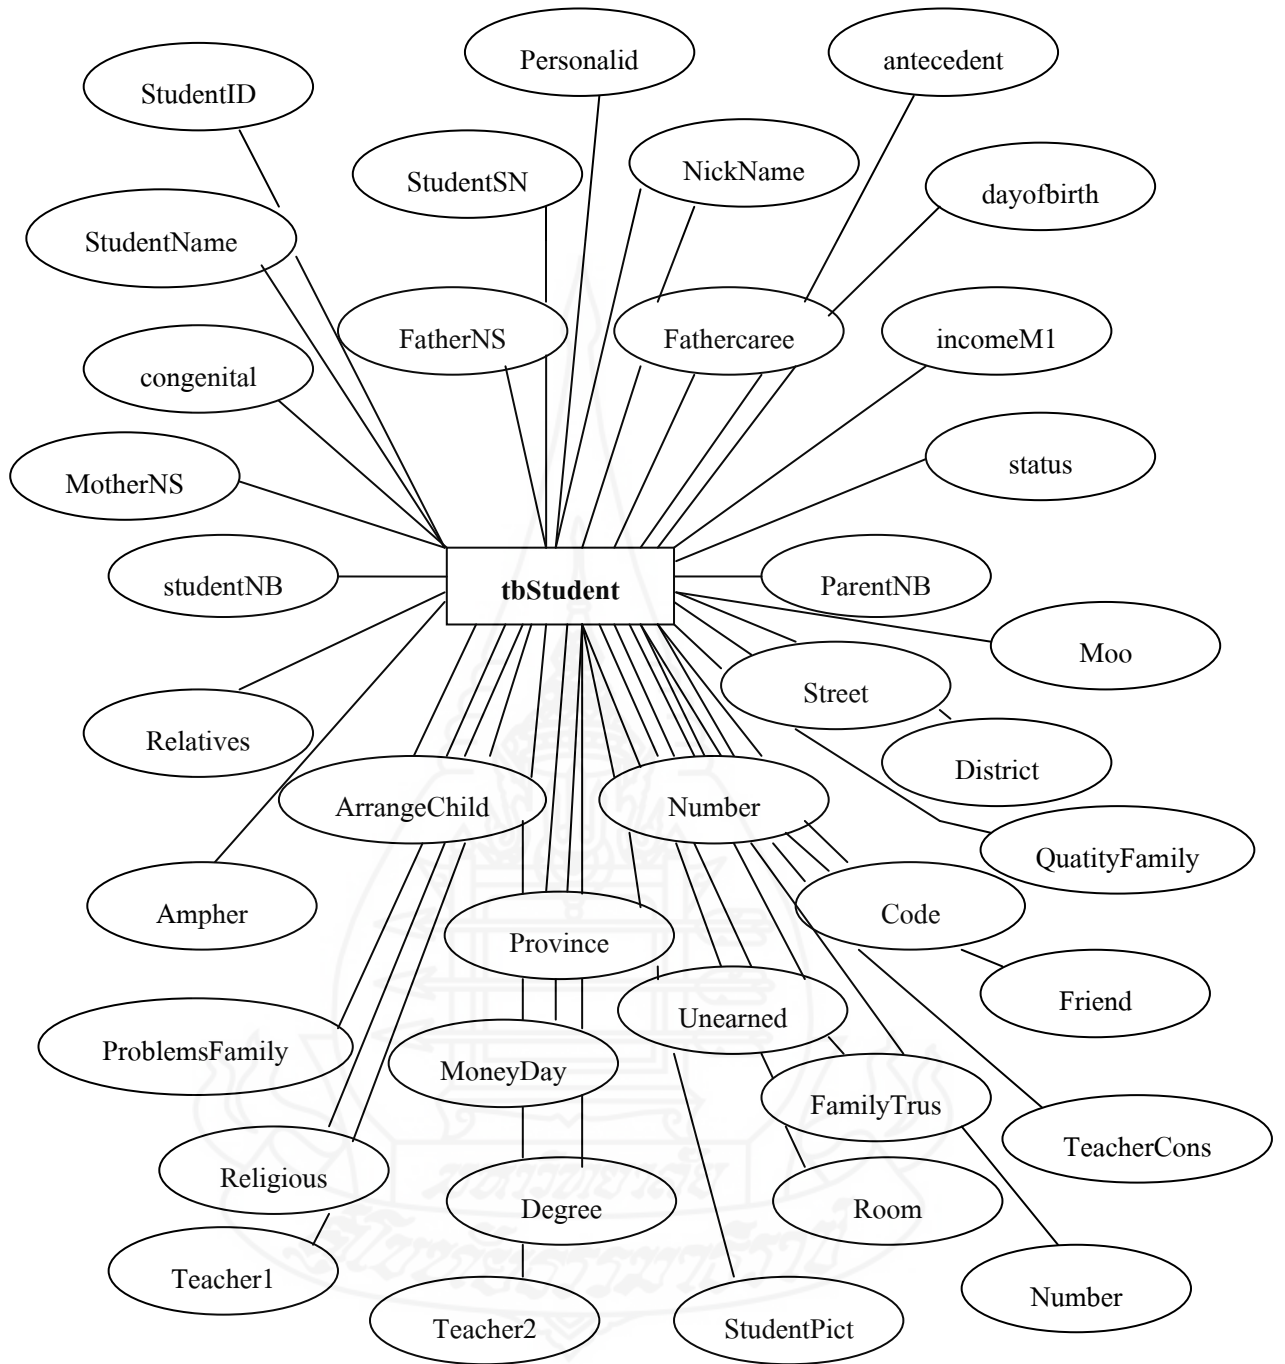 Personalid
antecedent
StudentID
StudentSN
NickName
dayofbirth
StudentName
FatherNS
Fathercaree
incomeM1
congenital
MotherNS
status
studentNB
tbStudent
ParentNB
Moo
Street
Relatives
District
ArrangeChild
Number
QuatityFamily
Ampher
Code
Province
Friend
Unearned
ProblemsFamily
MoneyDay
FamilyTrus
TeacherCons
Religious
Degree
Room
Teacher1
Number
Teacher2
StudentPict